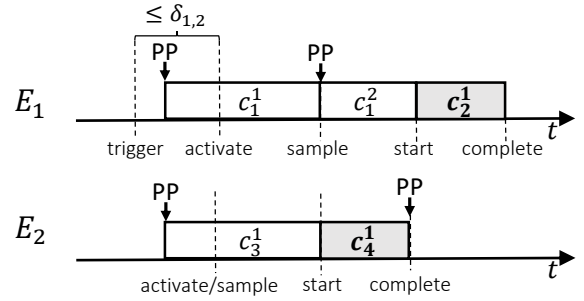 ≤ δ₁,₂
PP PP
E₁ c₁¹ c₁² c₂¹ t
trigger activate sample start complete
PP PP
E₂ c₃¹ c₄¹ t
activate/sample start complete